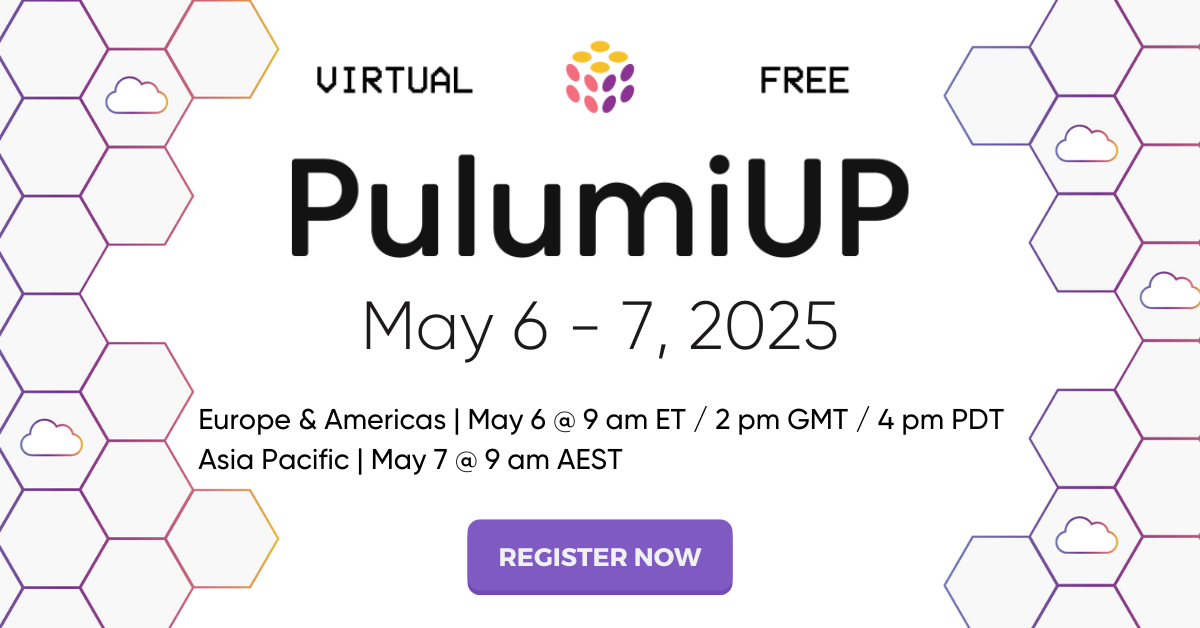 VIRTUAL FREE
PulumiUP
May 6 - 7, 2025
Europe & Americas | May 6 @ 9 am ET / 2 pm GMT / 4 pm PDT
Asia Pacific | May 7 @ 9 am AEST
REGISTER NOW